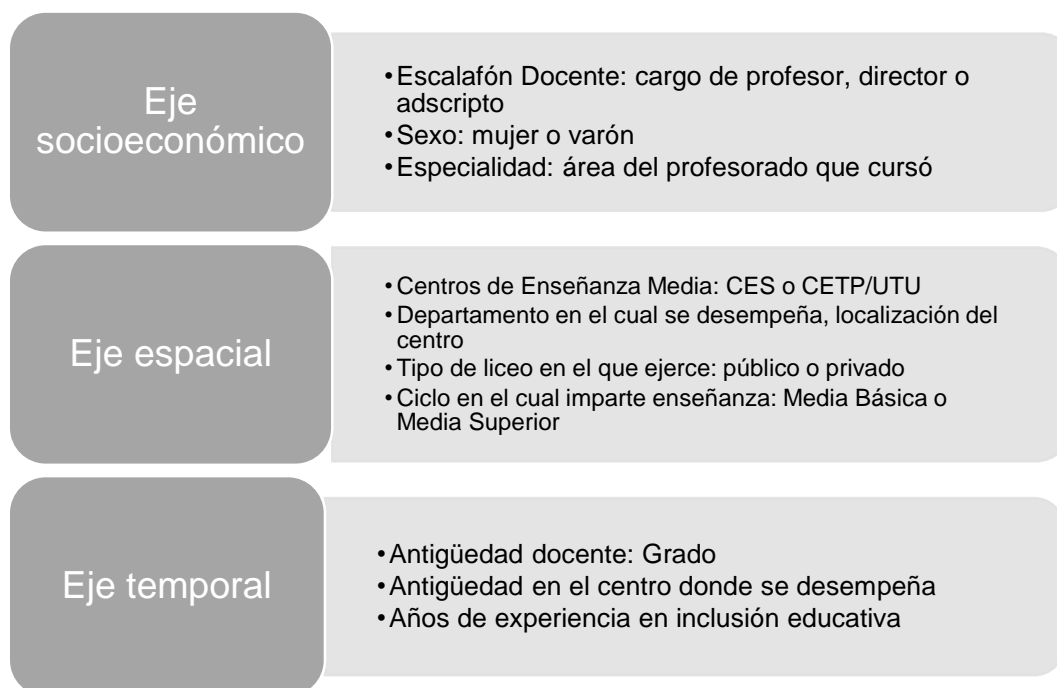 Eje
socioeconómico
•Escalafón Docente: cargo de profesor, director o
adscripto
•Sexo: mujer o varón
•Especialidad: área del profesorado que cursó
Eje espacial
•Centros de Enseñanza Media: CES o CETP/UTU
•Departamento en el cual se desempeña, localización del
centro
•Tipo de liceo en el que ejerce: público o privado
•Ciclo en el cual imparte enseñanza: Media Básica o
Media Superior
Eje temporal
•Antigüedad docente: Grado
•Antigüedad en el centro donde se desempeña
•Años de experiencia en inclusión educativa